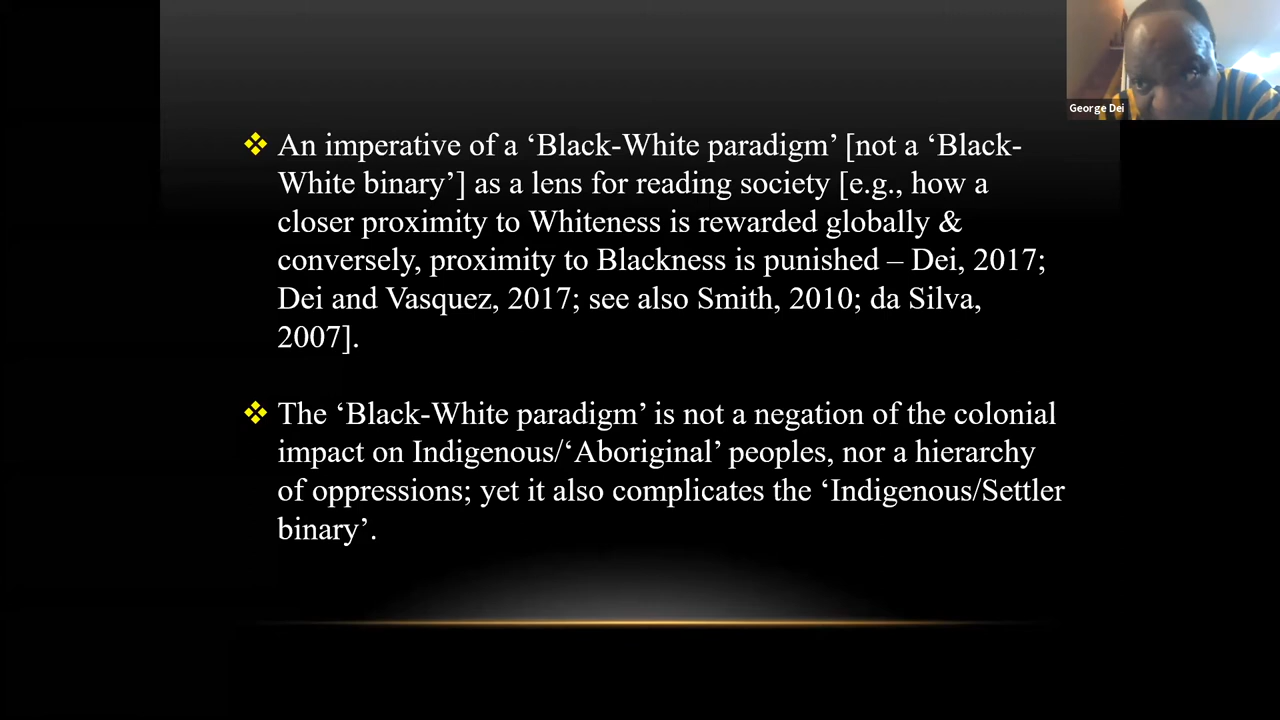 George Dei
❖ An imperative of a ‘Black-White paradigm’ [not a ‘Black-
White binary’] as a lens for reading society [e.g., how a
closer proximity to Whiteness is rewarded globally &
conversely, proximity to Blackness is punished – Dei, 2017;
Dei and Vasquez, 2017; see also Smith, 2010; da Silva,
2007].
❖ The ‘Black-White paradigm’ is not a negation of the colonial
impact on Indigenous/‘Aboriginal’ peoples, nor a hierarchy
of oppressions; yet it also complicates the ‘Indigenous/Settler
binary’.